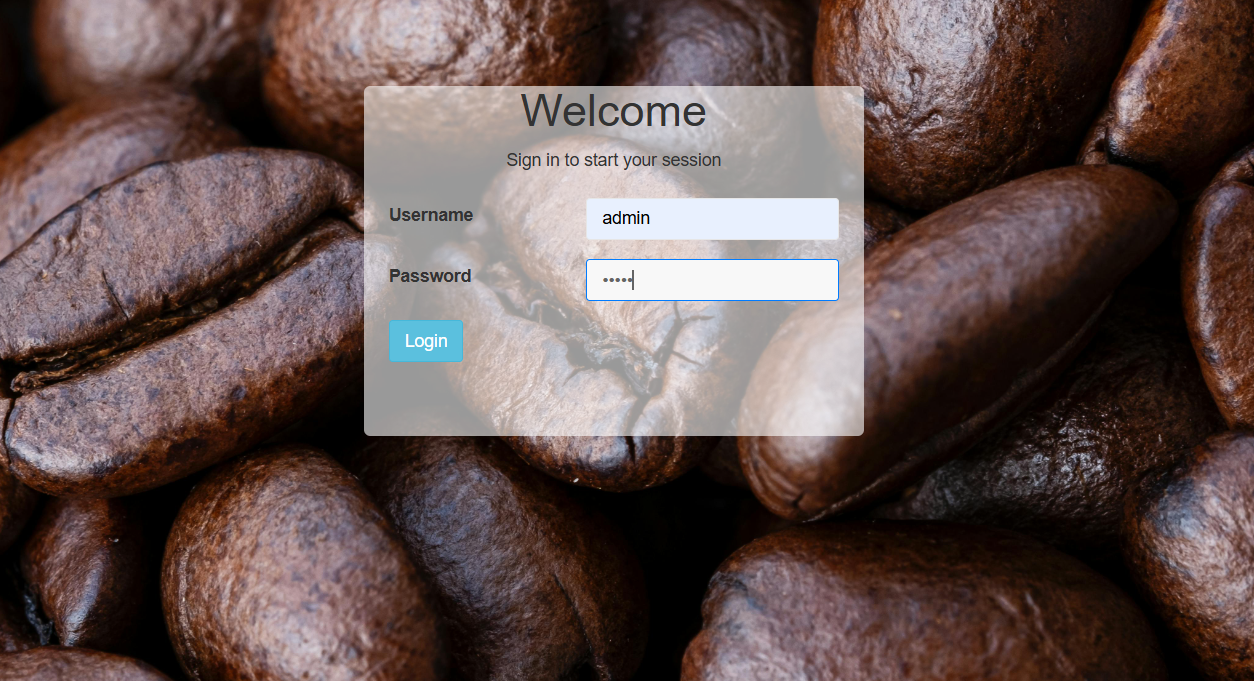 Welcome
Sign in to start your session
Username admin
Password •••••
Login